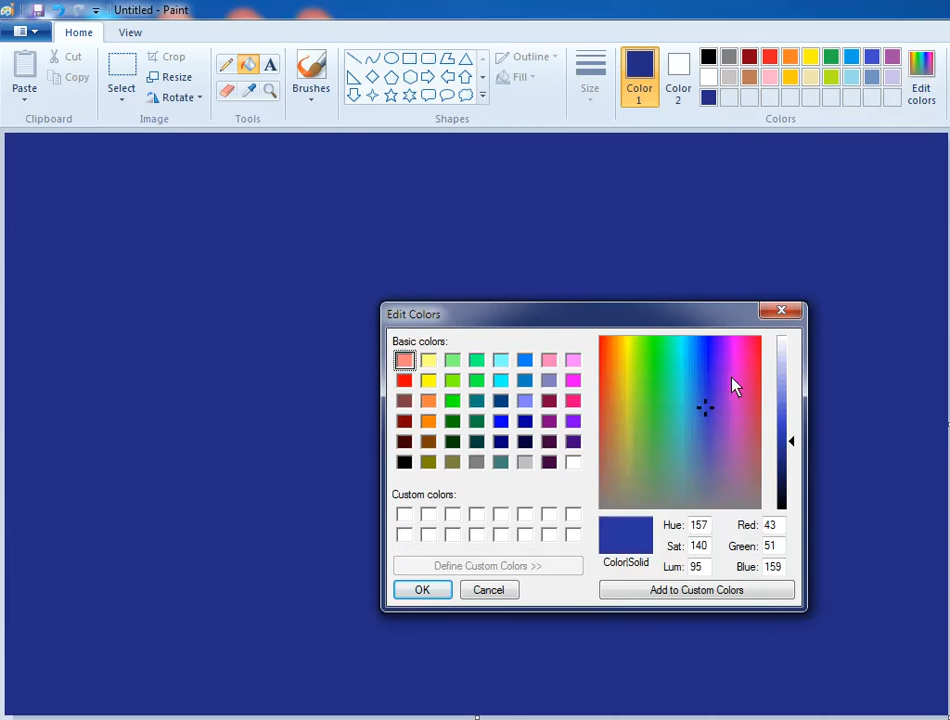 Untitled - Paint
Home View
Paste
Cut
Copy
Clipboard
Select
Crop
Resize
Rotate
Image
A
Tools
Brushes
Outline
Fill
Shapes
Size
Color 1
Color 2
Edit colors
Colors
Edit Colors
Basic colors:
Custom colors:
Define Custom Colors >>
OK Cancel
Color|Solid
Hue: 157 Red: 43
Sat: 140 Green: 51
Lum: 95 Blue: 159
Add to Custom Colors